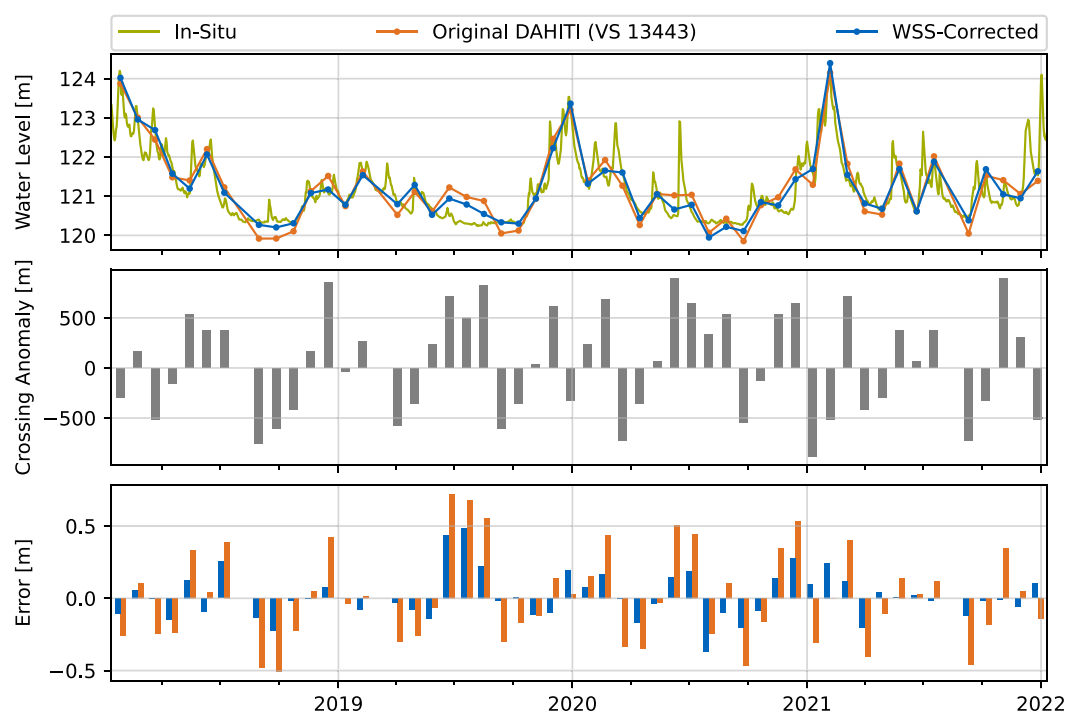 In-Situ Original DAHITI (VS 13443) WSS-Corrected
Water Level [m]
124
123
122
121
120
Crossing Anomaly [m]
500
0
−500
Error [m]
0.5
0.0
−0.5
2019 2020 2021 2022